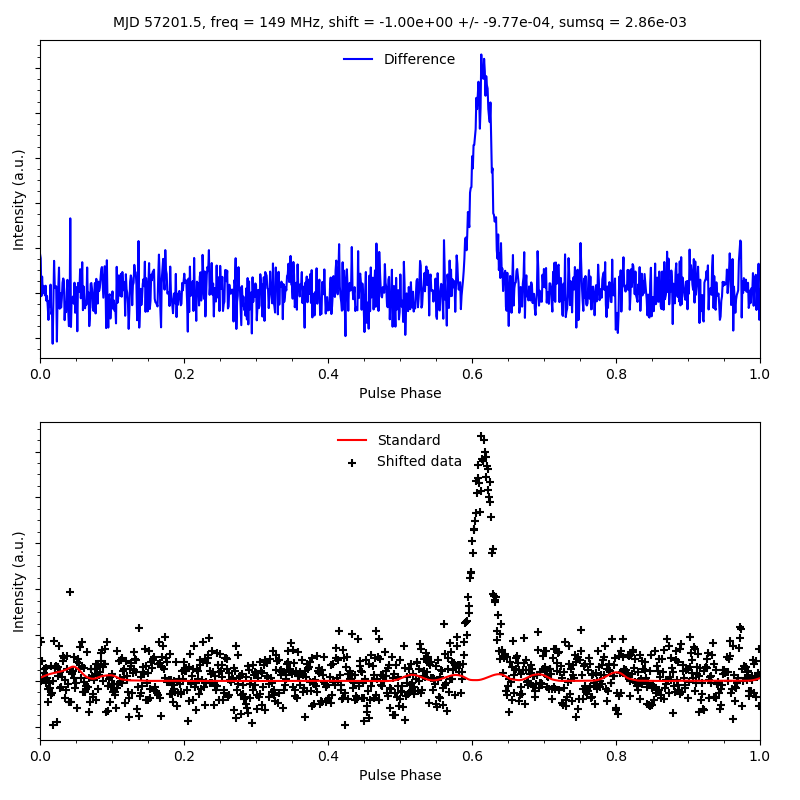 MJD 57201.5, freq = 149 MHz, shift = -1.00e+00 +/- -9.77e-04, sumsq = 2.86e-03
Difference
Intensity (a.u.)
0.0 0.2 0.4 0.6 0.8 1.0
Pulse Phase
Standard
Shifted data
Intensity (a.u.)
0.0 0.2 0.4 0.6 0.8 1.0
Pulse Phase